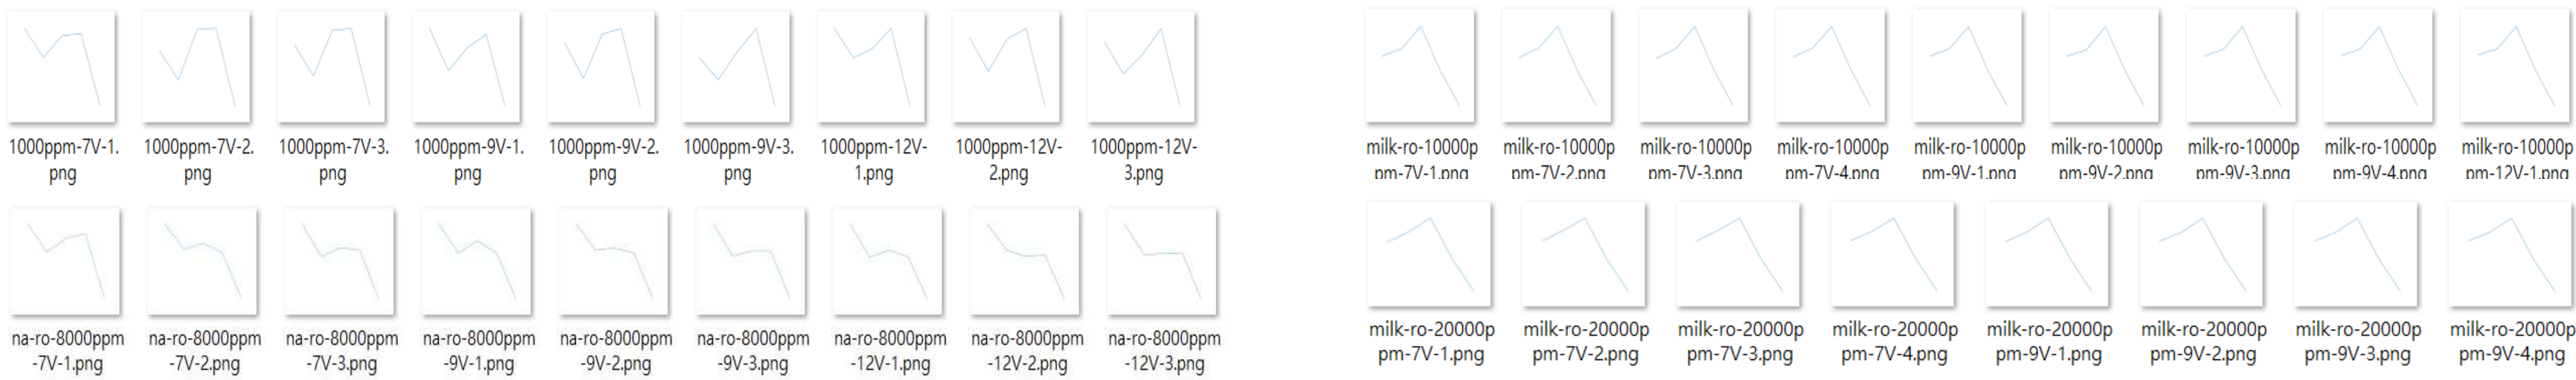 1000ppm-7V-1.
png
1000ppm-7V-2.
png
1000ppm-7V-3.
png
1000ppm-9V-1.
png
1000ppm-9V-2.
png
1000ppm-9V-3.
png
1000ppm-12V-
1.png
1000ppm-12V-
2.png
1000ppm-12V-
3.png
milk-ro-10000p
pm-7V-1.png
milk-ro-10000p
pm-7V-2.png
milk-ro-10000p
pm-7V-3.png
milk-ro-10000p
pm-7V-4.png
milk-ro-10000p
pm-9V-1.png
milk-ro-10000p
pm-9V-2.png
milk-ro-10000p
pm-9V-3.png
milk-ro-10000p
pm-9V-4.png
milk-ro-10000p
pm-12V-1.png
na-ro-8000ppm
-7V-1.png
na-ro-8000ppm
-7V-2.png
na-ro-8000ppm
-7V-3.png
na-ro-8000ppm
-9V-1.png
na-ro-8000ppm
-9V-2.png
na-ro-8000ppm
-9V-3.png
na-ro-8000ppm
-12V-1.png
na-ro-8000ppm
-12V-2.png
na-ro-8000ppm
-12V-3.png
milk-ro-20000p
pm-7V-1.png
milk-ro-20000p
pm-7V-2.png
milk-ro-20000p
pm-7V-3.png
milk-ro-20000p
pm-7V-4.png
milk-ro-20000p
pm-9V-1.png
milk-ro-20000p
pm-9V-2.png
milk-ro-20000p
pm-9V-3.png
milk-ro-20000p
pm-9V-4.png